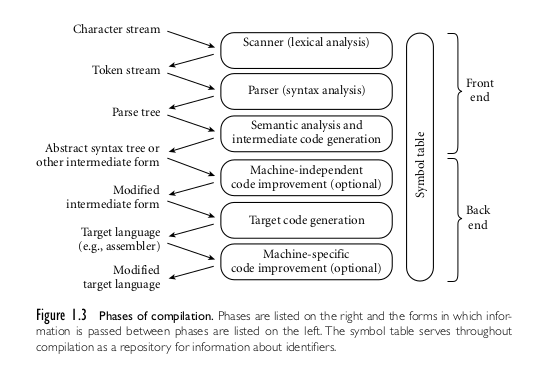 Character stream
Scanner (lexical analysis)
Token stream
Parser (syntax analysis)
Parse tree
Semantic analysis and
intermediate code generation
Abstract syntax tree or
other intermediate form
Machine-independent
code improvement (optional)
Modified
intermediate form
Target code generation
Target language
(e.g., assembler)
Machine-specific
code improvement (optional)
Modified
target language
Symbol table
Front
end
Back
end
Figure 1.3 Phases of compilation. Phases are listed on the right and the forms in which infor-
mation is passed between phases are listed on the left. The symbol table serves throughout
compilation as a repository for information about identifiers.